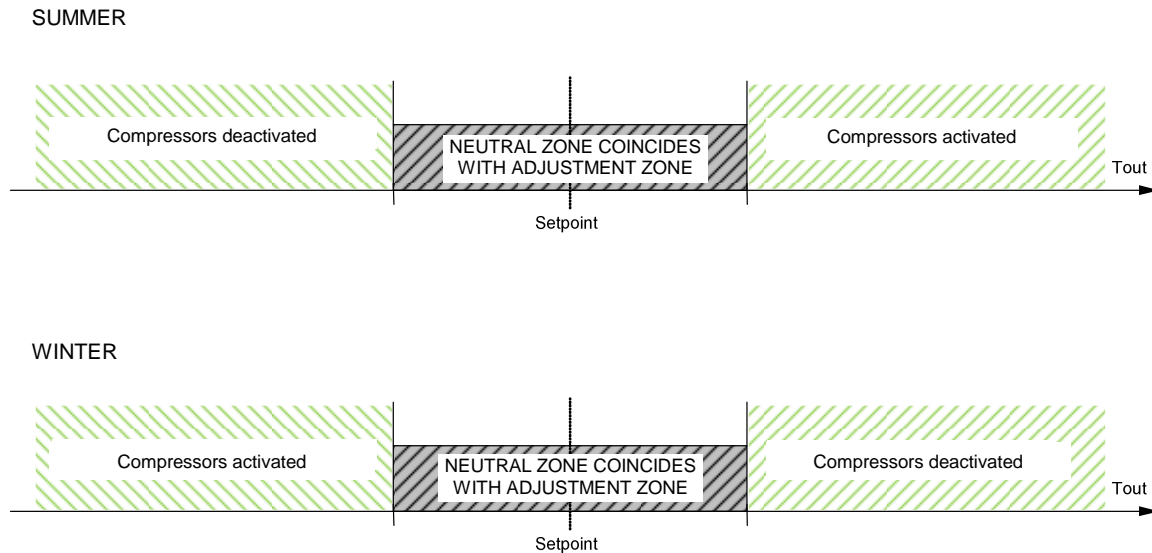 SUMMER
Compressors deactivated
NEUTRAL ZONE COINCIDES
WITH ADJUSTMENT ZONE
Compressors activated
Tout
Setpoint
WINTER
Compressors activated
NEUTRAL ZONE COINCIDES
WITH ADJUSTMENT ZONE
Compressors deactivated
Tout
Setpoint